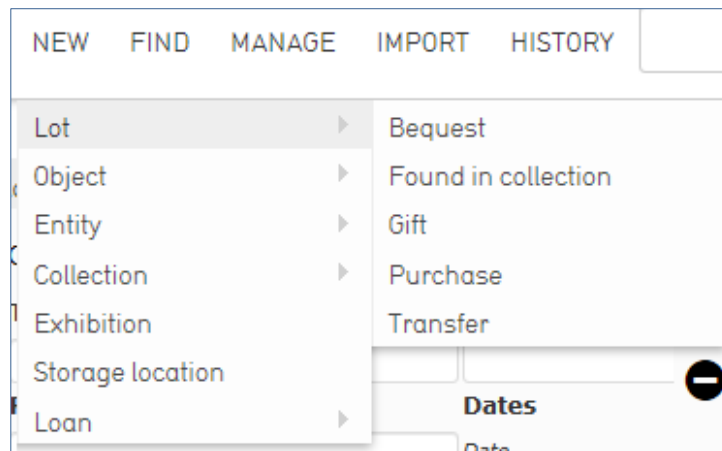 NEW FIND MANAGE IMPORT HISTORY
Lot
Object
Entity
Collection
Exhibition
Storage location
Loan
Bequest
Found in collection
Gift
Purchase
Transfer
Dates
Date